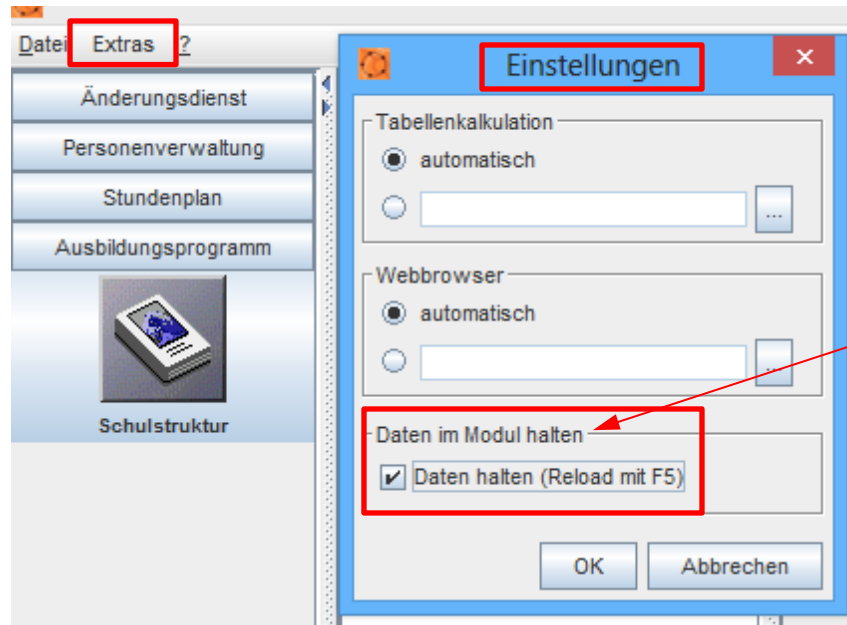 Datei Extras ?
Änderungsdienst
Personenverwaltung
Stundenplan
Ausbildungsprogramm
Schulstruktur
Einstellungen
Tabellenkalkulation
automatisch
...
Webbrowser
automatisch
...
Daten im Modul halten
Daten halten (Reload mit F5)
OK Abbrechen